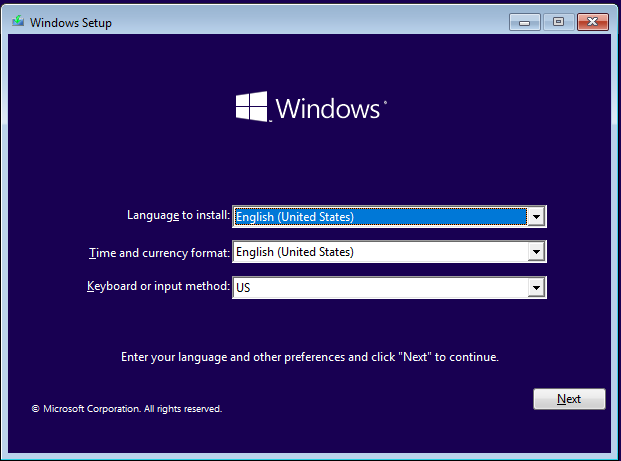 Windows Setup
Windows®
Language to install: English (United States)
Time and currency format: English (United States)
Keyboard or input method: US
Enter your language and other preferences and click "Next" to continue.
Next
© Microsoft Corporation. All rights reserved.